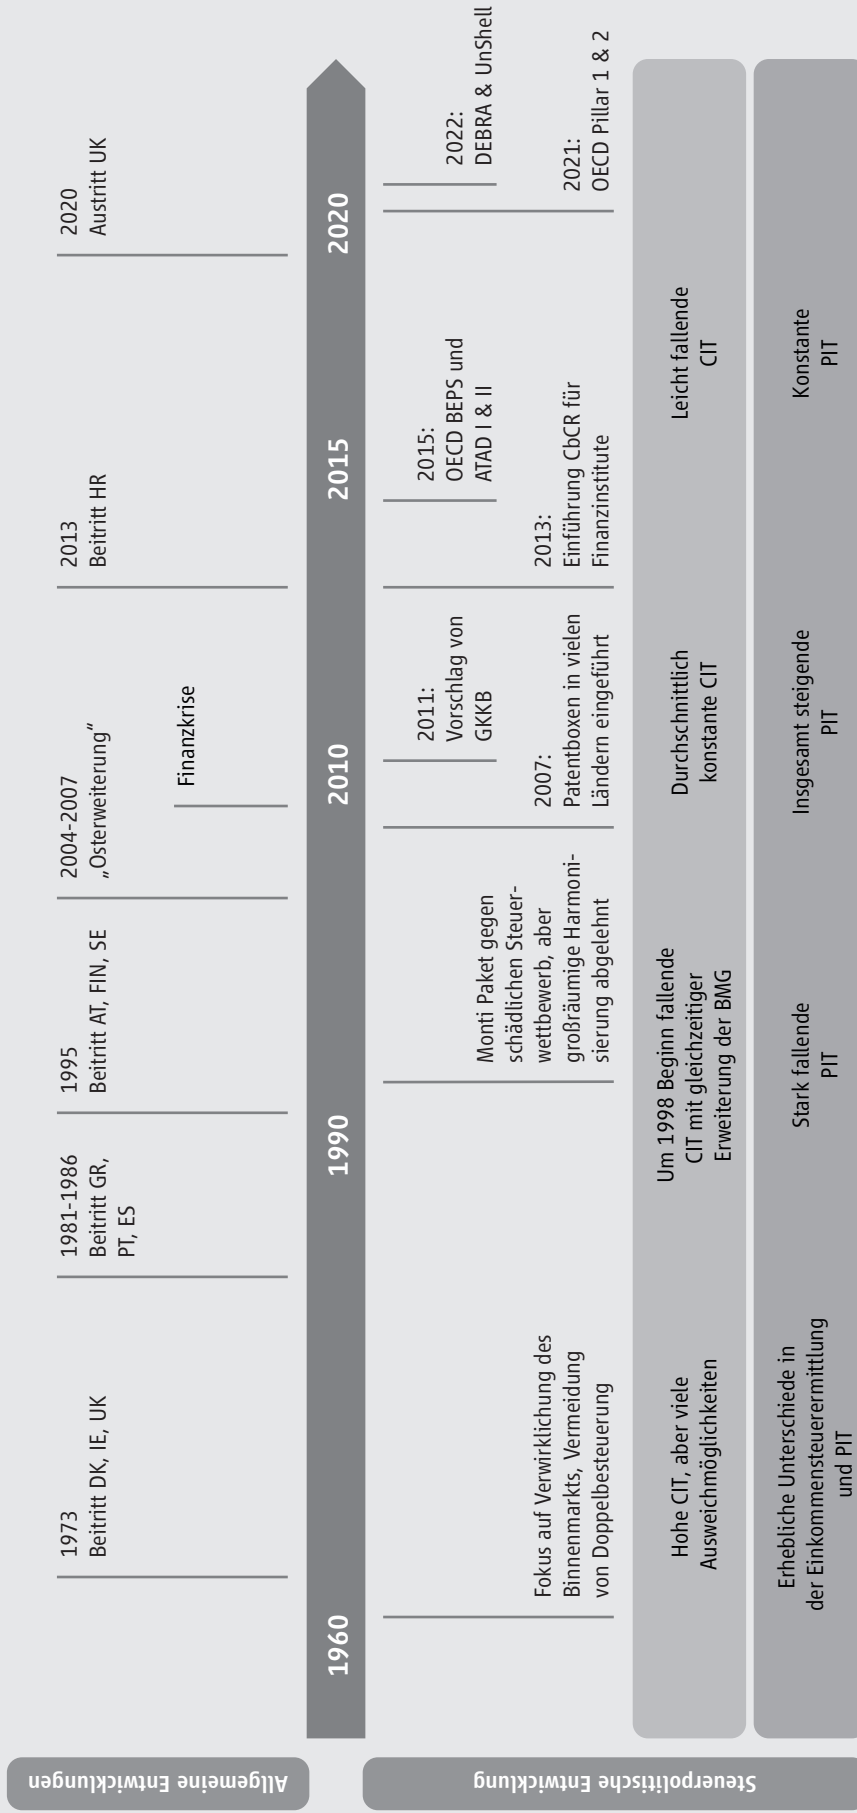 Allgemeine Entwicklungen
1973
Beitritt DK, IE, UK
1981-1986
Beitritt GR,
PT, ES
1995
Beitritt AT, FIN, SE
2004-2007
„Osterweiterung“
Finanzkrise
2013
Beitritt HR
2020
Austritt UK
1960
1990
2010
2015
2020
Steuerpolitische Entwicklung
Fokus auf Verwirklichung des
Binnenmarkts, Vermeidung
von Doppelbesteuerung
Monti Paket gegen
schädlichen Steuer-
wettbewerb, aber
großräumige Harmoni-
sierung abgelehnt
2007:
Patentboxen in vielen
Ländern eingeführt
2011:
Vorschlag von
GKKB
2013:
Einführung CbCR für
Finanzinstitute
2015:
OECD BEPS und
ATAD I & II
2021:
OECD Pillar 1 & 2
2022:
DEBRA & UnShell
Hohe CIT, aber viele
Ausweichmöglichkeiten
Um 1998 Beginn fallende
CIT mit gleichzeitiger
Erweiterung der BMG
Durchschnittlich
konstante CIT
Leicht fallende
CIT
Erhebliche Unterschiede in
der Einkommensteuerermittlung
und PIT
Stark fallende
PIT
Insgesamt steigende
PIT
Konstante
PIT